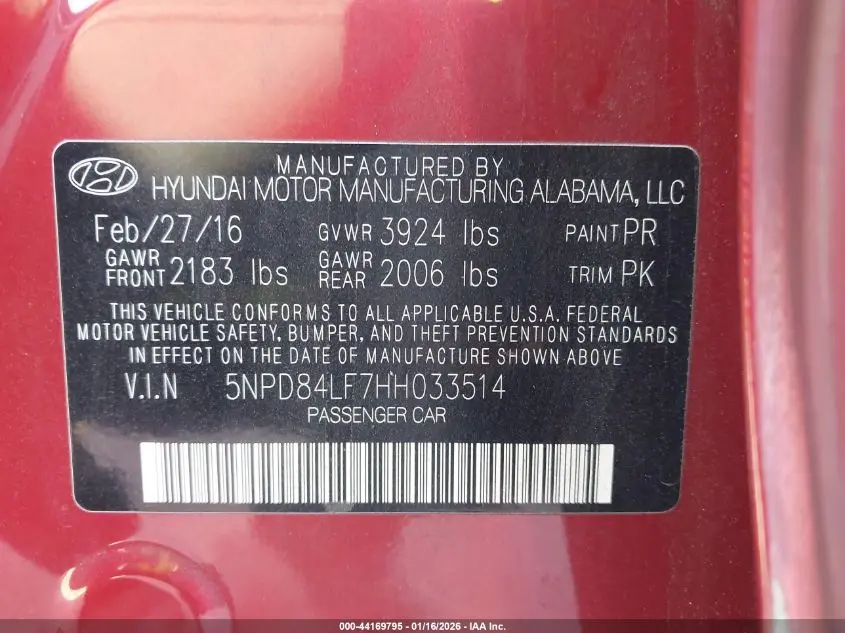 MANUFACTURED BY
HYUNDAI MOTOR MANUFACTURING ALABAMA, LLC
Feb/27/16 GVWR 3924 lbs PAINT PR
GAWR FRONT 2183 lbs GAWR REAR 2006 lbs TRIM PK
THIS VEHICLE CONFORMS TO ALL APPLICABLE U.S.A. FEDERAL
MOTOR VEHICLE SAFETY, BUMPER, AND THEFT PREVENTION STANDARDS
IN EFFECT ON THE DATE OF MANUFACTURE SHOWN ABOVE
V.I.N 5NPD84LF7HH033514
PASSENGER CAR
000-44169795 - 01/16/2026 - IAA Inc.